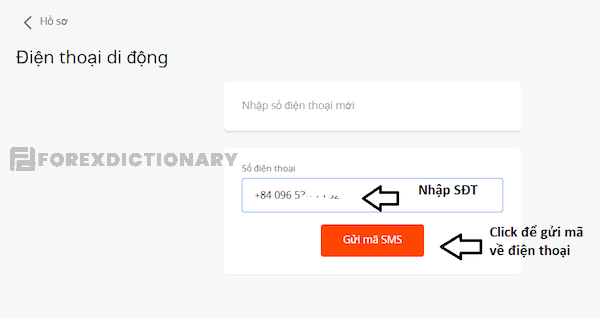 Hồ sơ
Điện thoại di động
Nhập số điện thoại mới
FOREXDICTIONARY
Số điện thoại
+84 096
Nhập SĐT
Gửi mã SMS
Click để gửi mã
về điện thoại